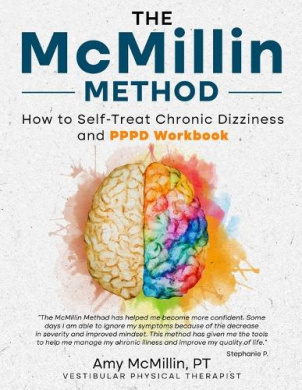 THE
McMillin
METHOD
How to Self-Treat Chronic Dizziness
and PPPD Workbook
"The McMillin Method has helped me become more confident. Some
days I am able to ignore my symptoms because of the decrease
in severity and improved mindset. This method has given me the tools
to help me manage my chronic illness and improve my quality of life."
Stephanie P.
Amy McMillin, PT
VESTIBULAR PHYSICAL THERAPIST